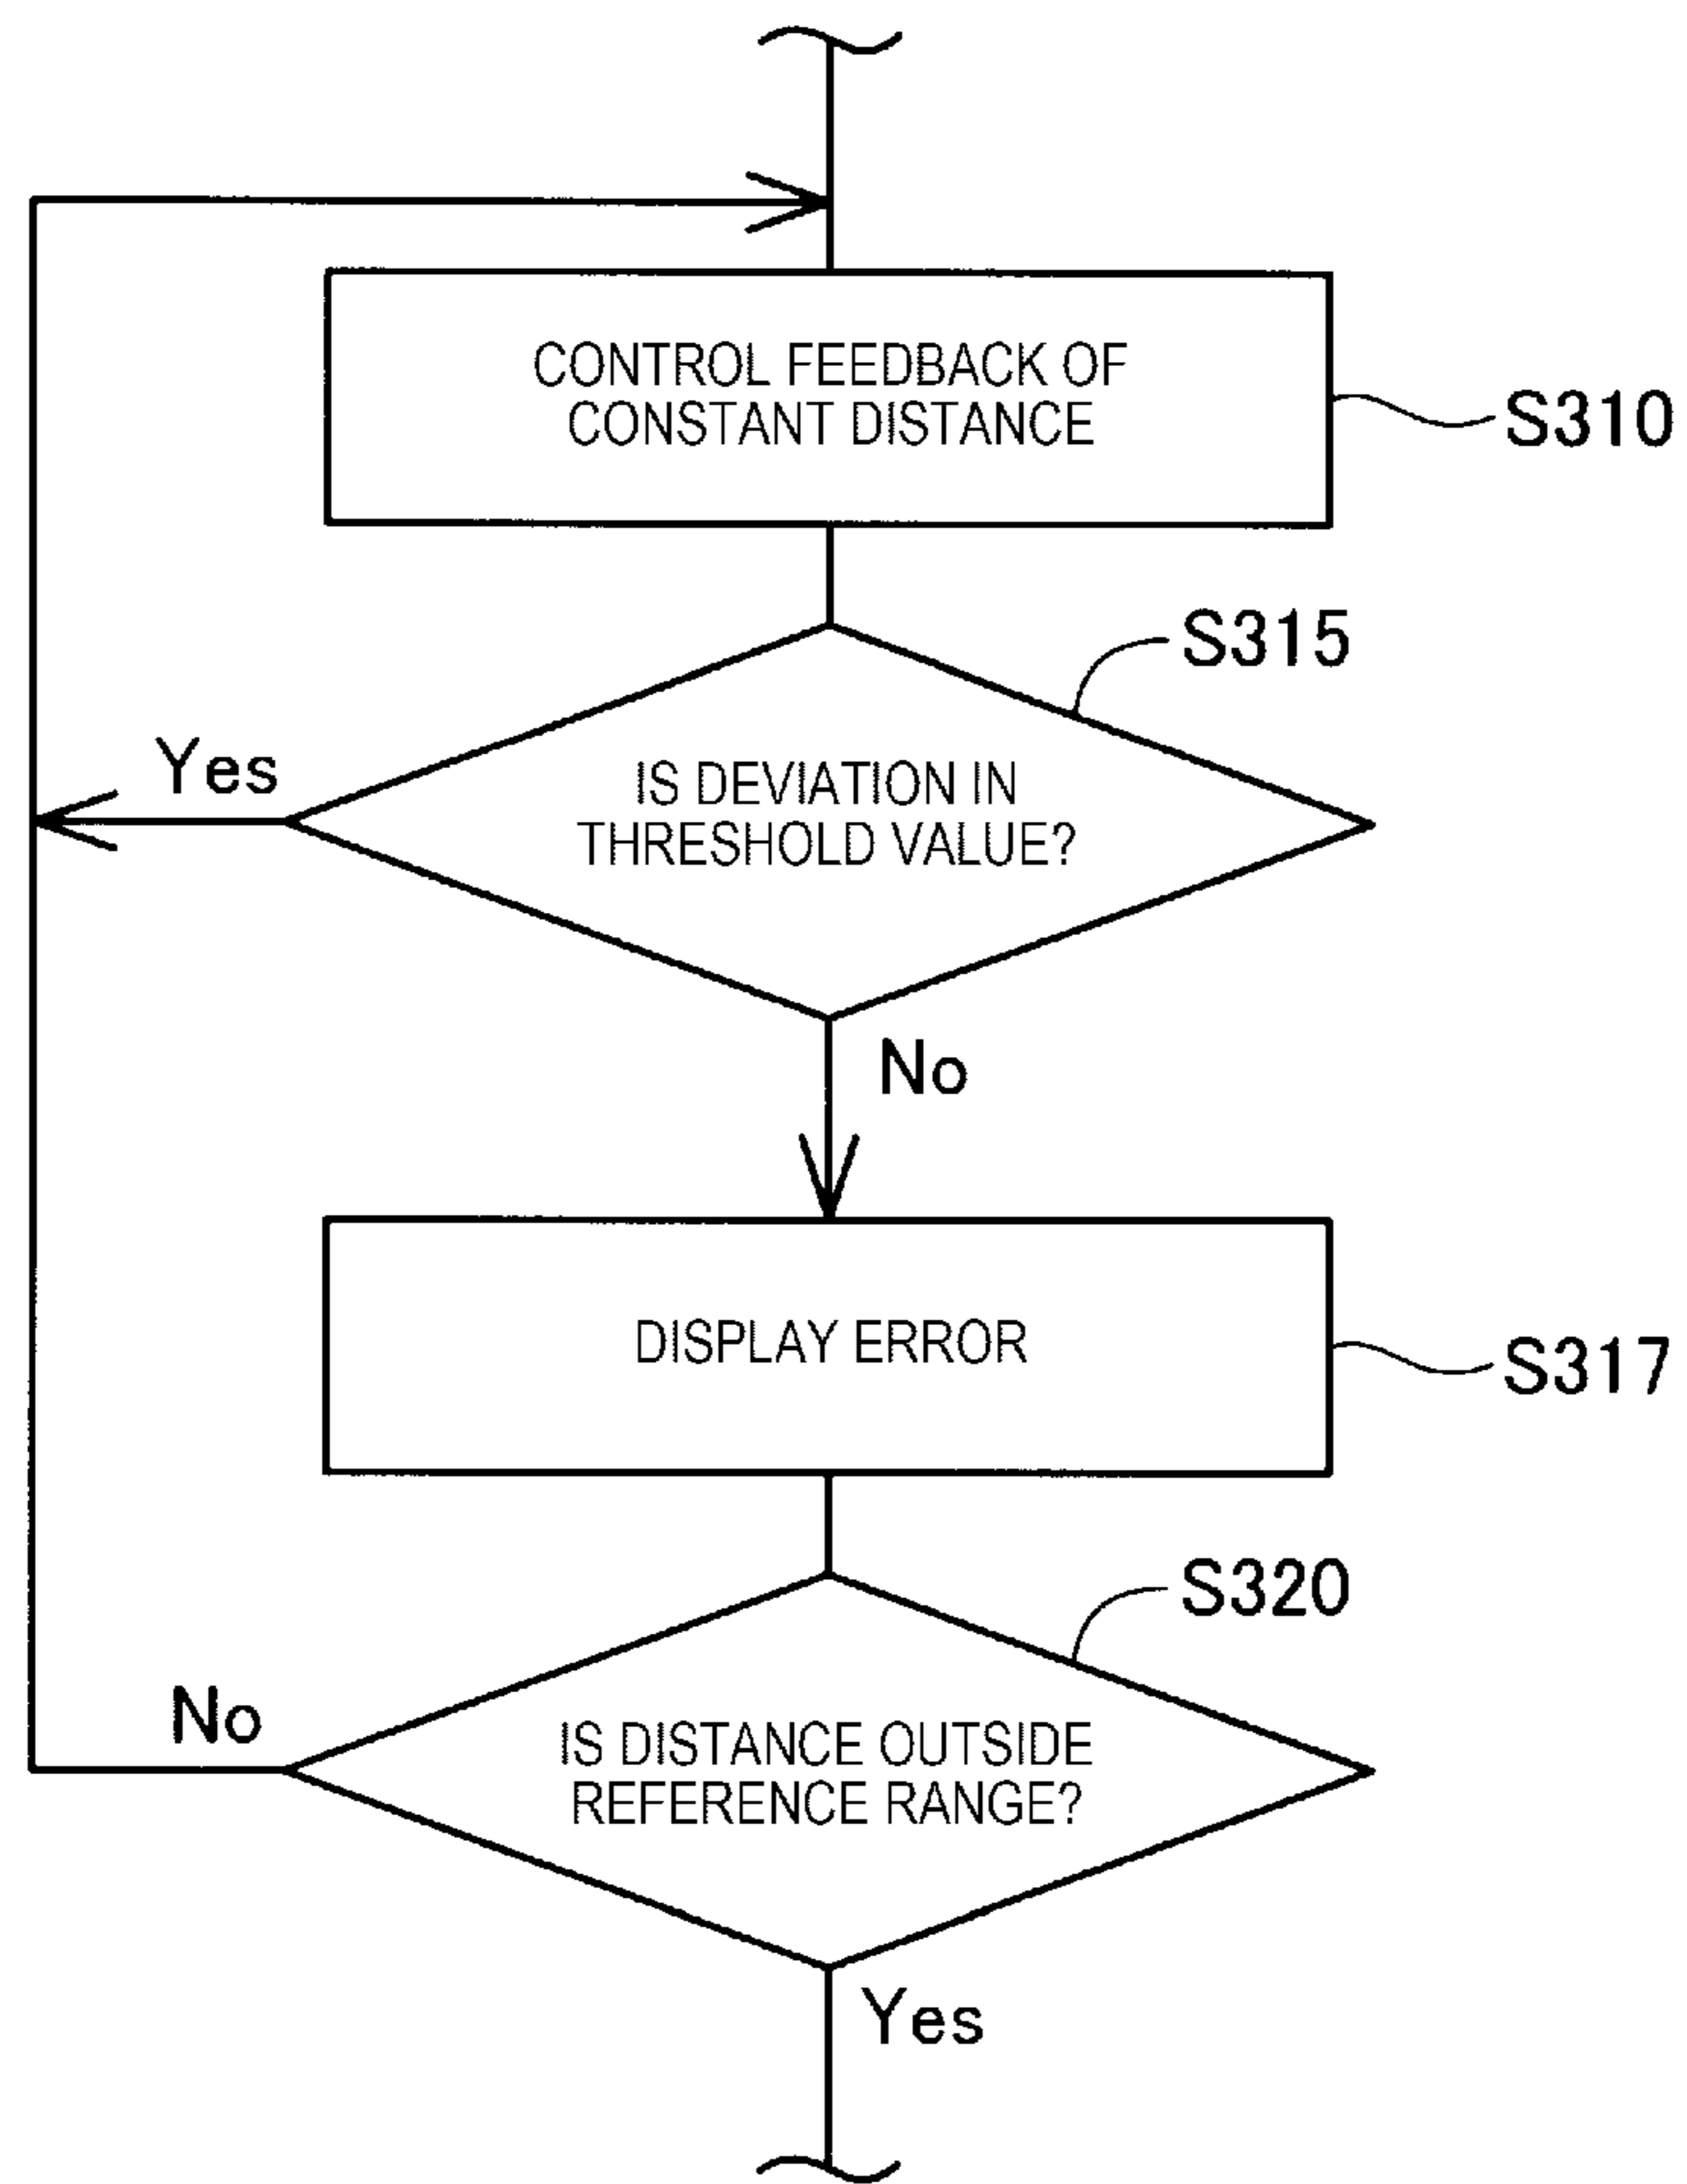 CONTROL FEEDBACK OF
CONSTANT DISTANCE
S310
S315
Yes
IS DEVIATION IN
THRESHOLD VALUE?
No
DISPLAY ERROR
S317
S320
No
IS DISTANCE OUTSIDE
REFERENCE RANGE?
Yes